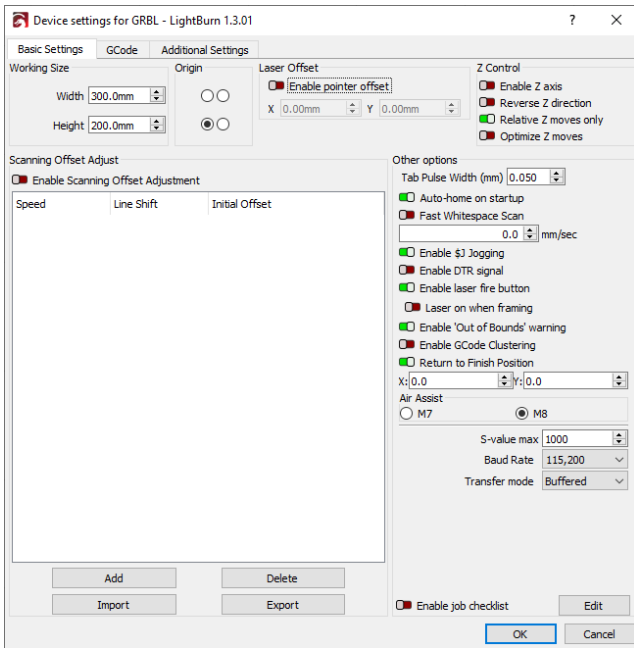 Device settings for GRBL - LightBurn 1.3.01
Basic Settings GCode Additional Settings
Working Size
Width 300.0mm
Height 200.0mm
Origin
Laser Offset
Enable pointer offset
X 0.00mm Y 0.00mm
Z Control
Enable Z axis
Reverse Z direction
Relative Z moves only
Optimize Z moves
Scanning Offset Adjust
Enable Scanning Offset Adjustment
Speed Line Shift Initial Offset
Add Delete
Import Export
Other options
Tab Pulse Width (mm) 0.050
Auto-home on startup
Fast Whitespace Scan
0.0 mm/sec
Enable $J Jogging
Enable DTR signal
Enable laser fire button
Laser on when framing
Enable 'Out of Bounds' warning
Enable GCode Clustering
Return to Finish Position
X: 0.0 Y: 0.0
Air Assist
M7 M8
S-value max 1000
Baud Rate 115,200
Transfer mode Buffered
Enable job checklist Edit
OK Cancel